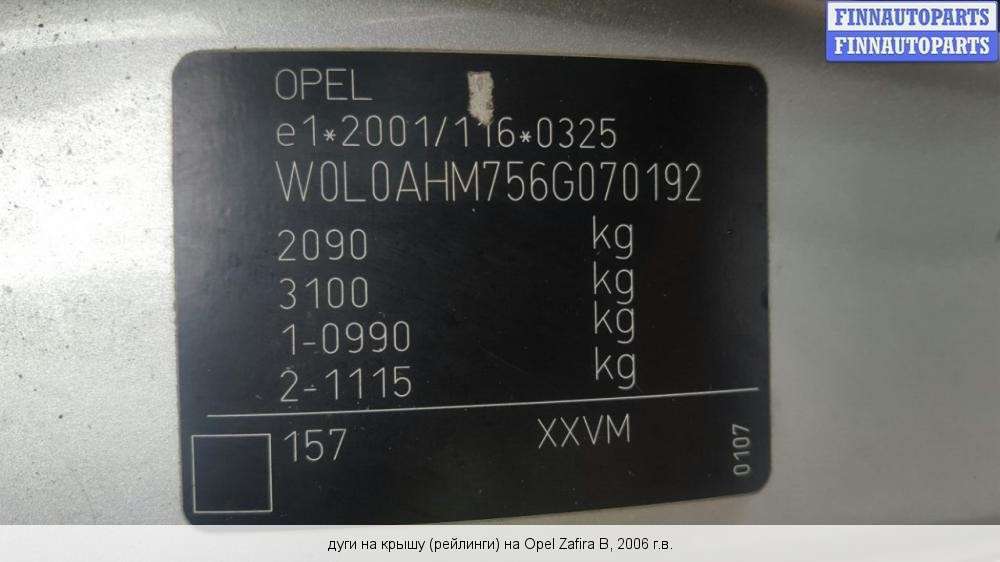 FINNAUTOPARTS
FINNAUTOPARTS
OPEL
e1*2001/116*0325
W0L0AHM756G070192
2090 kg
3100 kg
1-0990 kg
2-1115 kg
157 XXVM
0107
дуги на крышу (рейлинги) на Opel Zafira B, 2006 г.в.